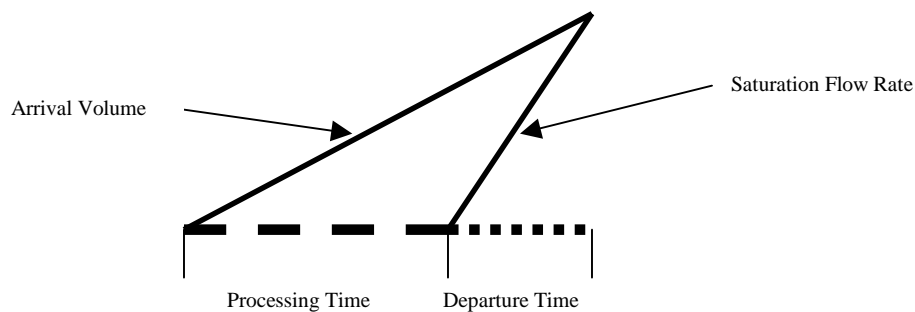 Saturation Flow Rate
Arrival Volume
Processing Time
Departure Time